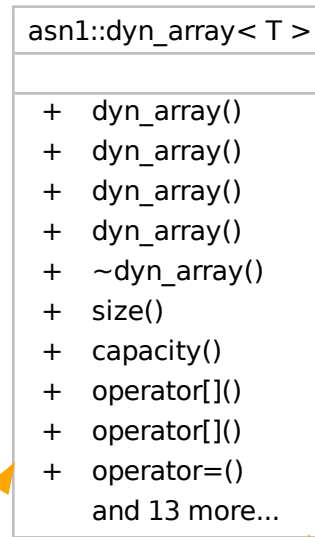 asn1::dyn_array< T >
+ dyn_array()
+ dyn_array()
+ dyn_array()
+ dyn_array()
+ ~dyn_array()
+ size()
+ capacity()
+ operator[]()
+ operator[]()
+ operator=()
and 13 more...